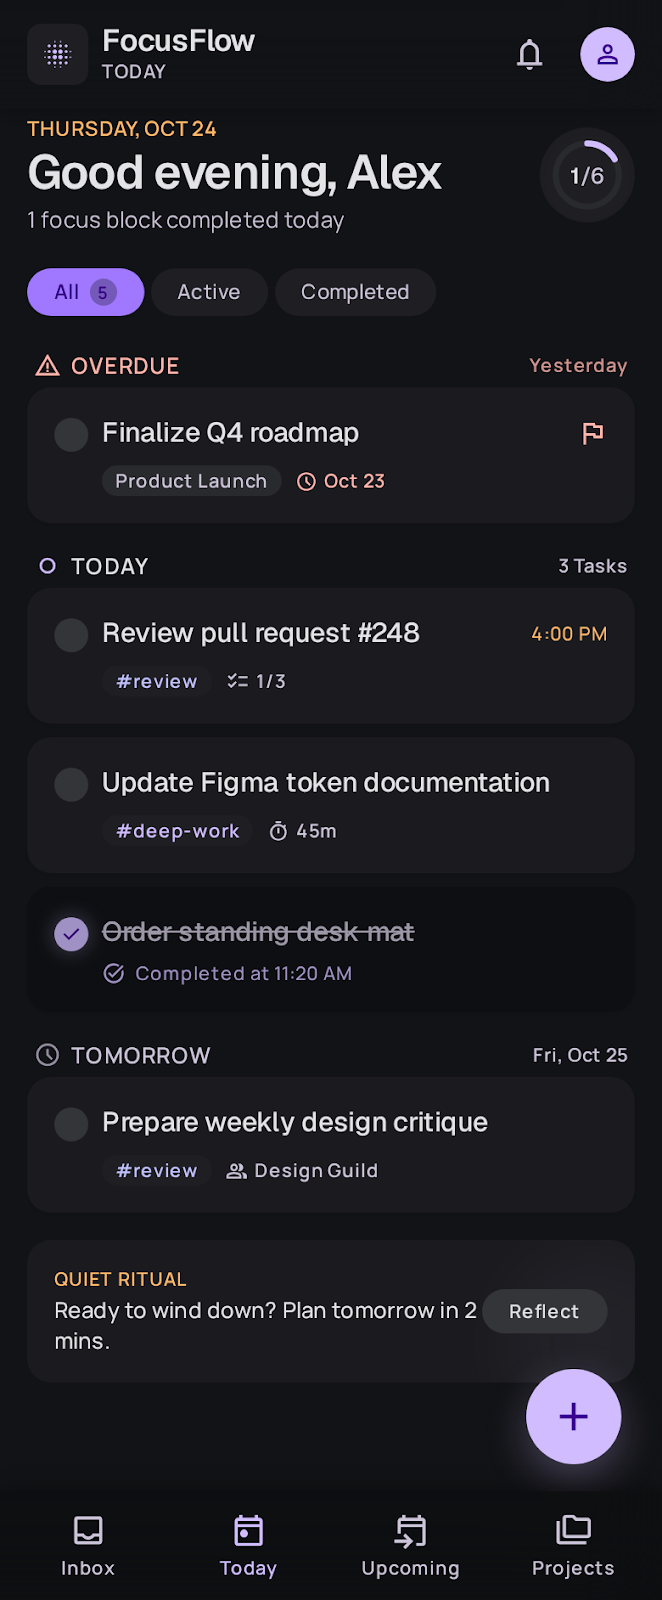 FocusFlow
TODAY
THURSDAY, OCT 24
Good evening, Alex
1 focus block completed today
1/6
All 5
Active
Completed
OVERDUE
Yesterday
Finalize Q4 roadmap
Product Launch
Oct 23
TODAY
3 Tasks
Review pull request #248
4:00 PM
#review
1/3
Update Figma token documentation
#deep-work
45m
Order standing desk mat
Completed at 11:20 AM
TOMORROW
Fri, Oct 25
Prepare weekly design critique
#review
Design Guild
QUIET RITUAL
Ready to wind down? Plan tomorrow in 2
mins.
Reflect
Inbox
Today
Upcoming
Projects